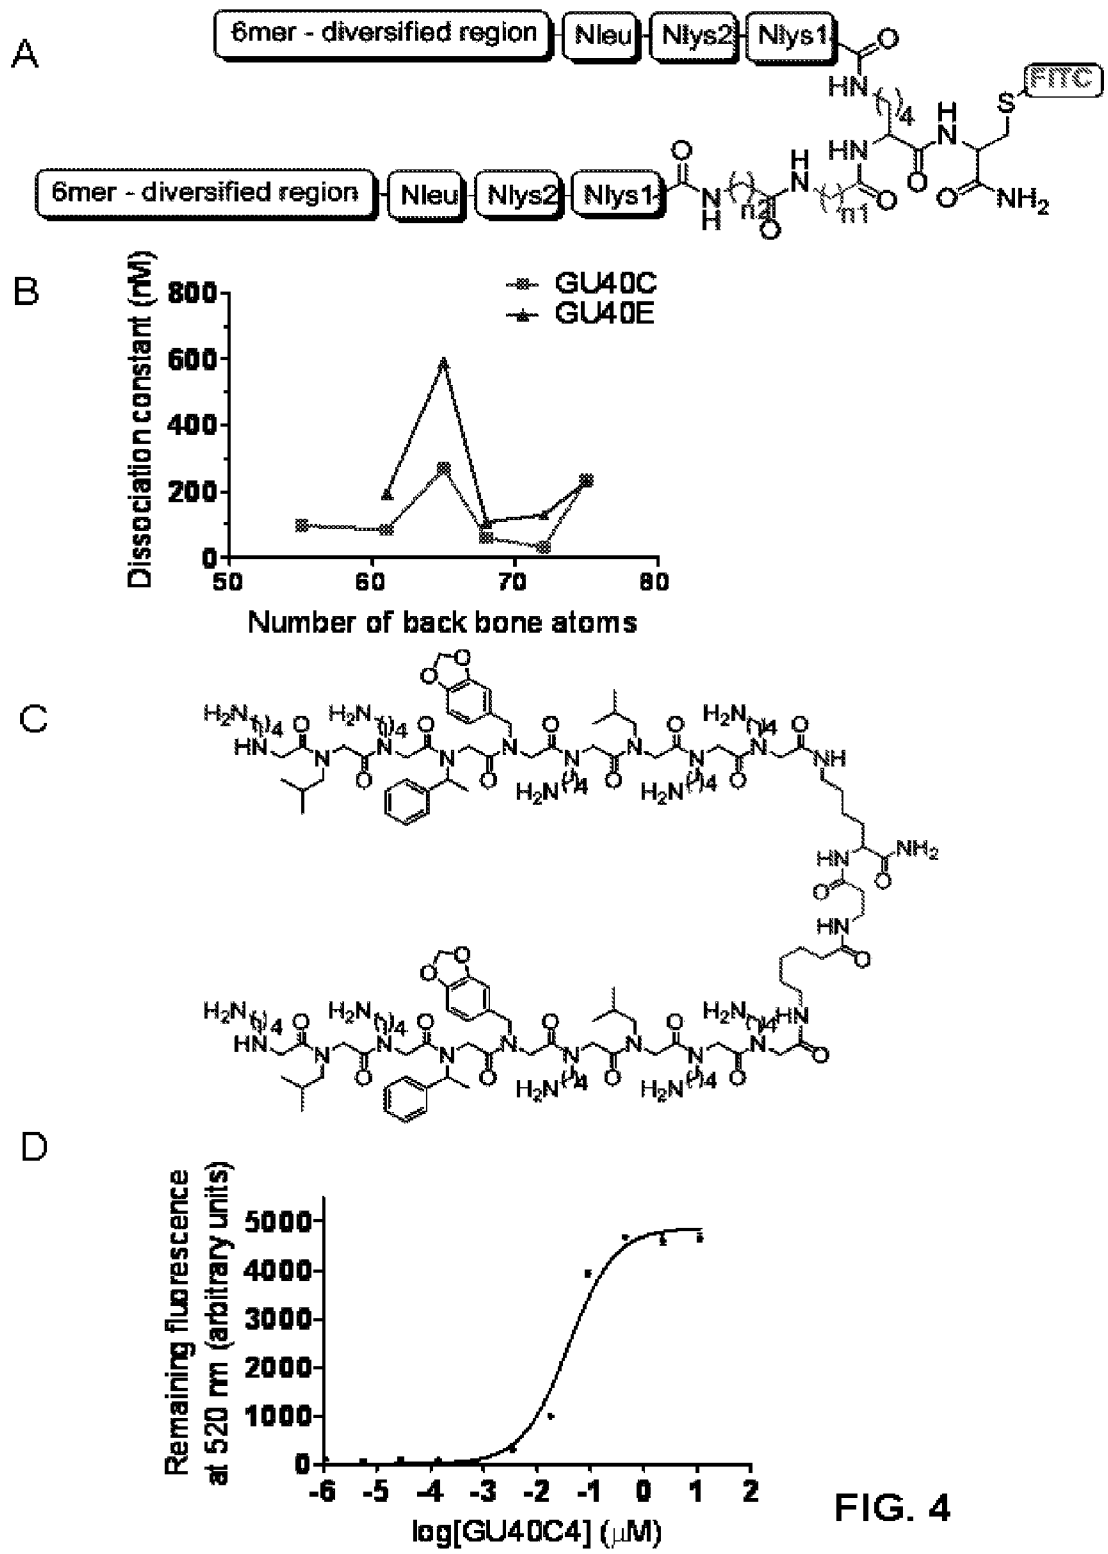 A
6mer - diversified region Nleu Nlys2 Nlys1
O
HN ( )4
S FITC
H
N
HN
O
O
NH2
6mer - diversified region Nleu Nlys2 Nlys1
O
N
H
( )n2
O
H
N
( )n1
O
B
GU40C
GU40E
Dissociation constant (nM)
800
600
400
200
0
50 60 70 80
Number of back bone atoms
C
O O
H2N ( )4 O H2N ( )4 O O O H2N ( )4 O
HN N N N N N N N N NH
O O O O
H2N ( )4 H2N ( )4
HN NH2
O O
HN
O
O O
H2N ( )4 O H2N ( )4 O O O H2N ( )4 HN
HN N N N N N N N N O
O O O O
H2N ( )4 H2N ( )4
D
Remaining fluorescence
at 520 nm (arbitrary units)
5000
4000
3000
2000
1000
0
-6 -5 -4 -3 -2 -1 0 1 2
log[GU40C4] (µM)
FIG. 4